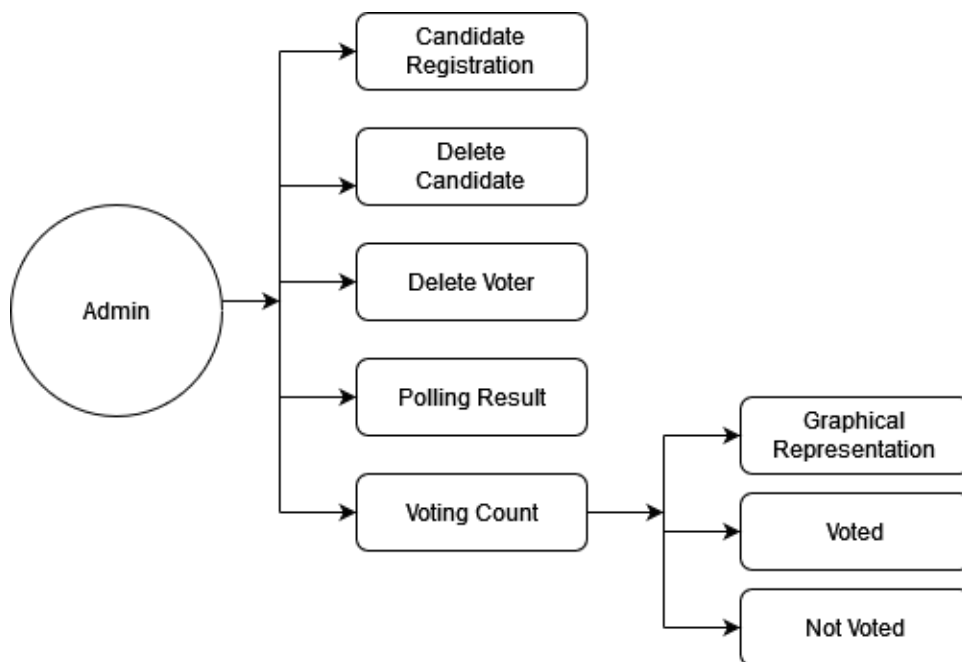 Candidate
Registration
Delete
Candidate
Delete Voter
Admin
Polling Result
Voting Count
Graphical
Representation
Voted
Not Voted